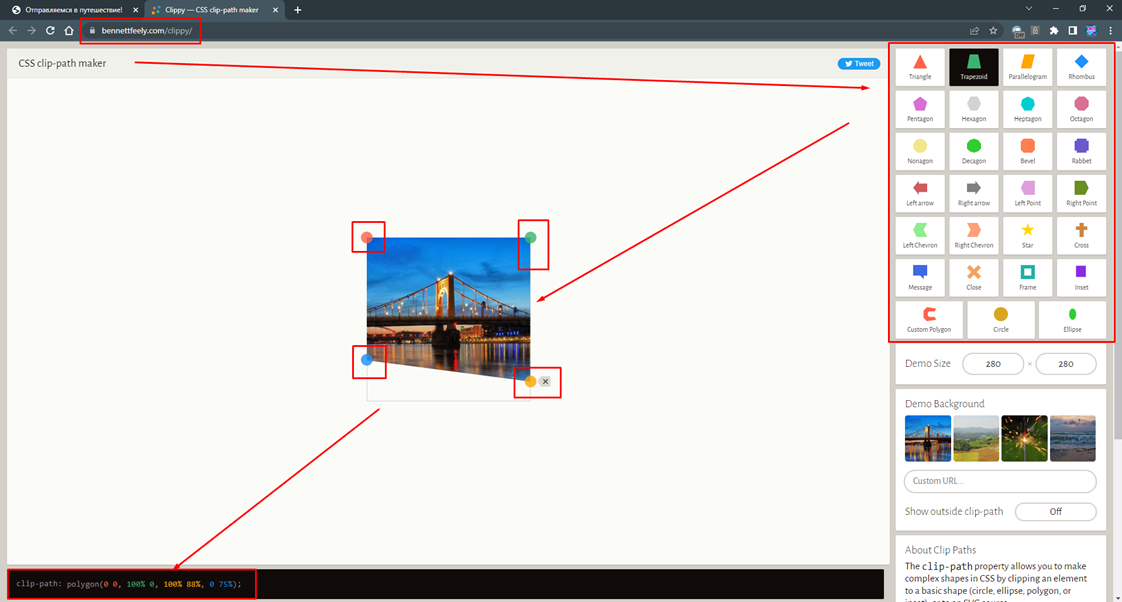 Отправляемся в путешествие!
Clippy — CSS clip-path maker
bennettfeely.com/clippy/
CSS clip-path maker
Tweet
Triangle
Trapezoid
Parallelogram
Rhombus
Pentagon
Hexagon
Heptagon
Octagon
Nonagon
Decagon
Bevel
Rabbet
Left arrow
Right arrow
Left Point
Right Point
Left Chevron
Right Chevron
Star
Cross
Message
Close
Frame
Inset
Custom Polygon
Circle
Ellipse
Demo Size 280 × 280
Demo Background
Custom URL...
Show outside clip-path Off
About Clip Paths
The clip-path property allows you to make
complex shapes in CSS by clipping an element
to a basic shape (circle, ellipse, polygon, or
clip-path: polygon(0 0, 100% 0, 100% 88%, 0 75%);